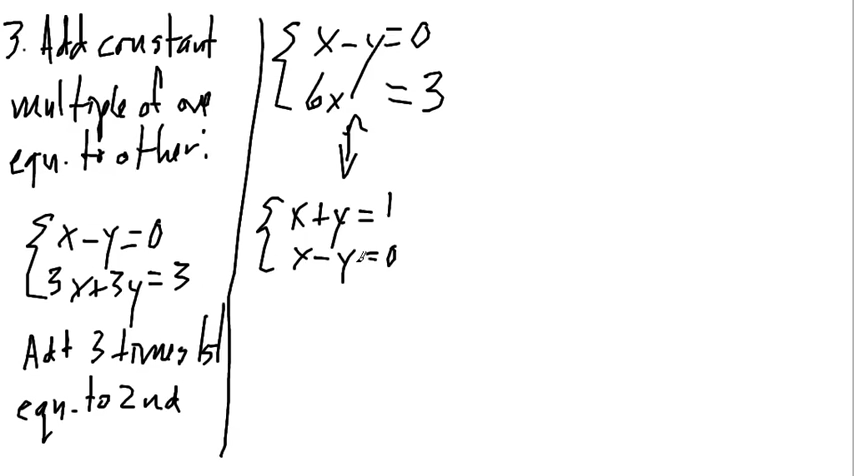 3. Add constant
multiple of one
equ. to other:
{ x - y = 0
{ 3x + 3y = 3
Add 3 times 1st
equ. to 2nd
{ x - y = 0
{ 6x = 3
{ x + y = 1
{ x - y = 0